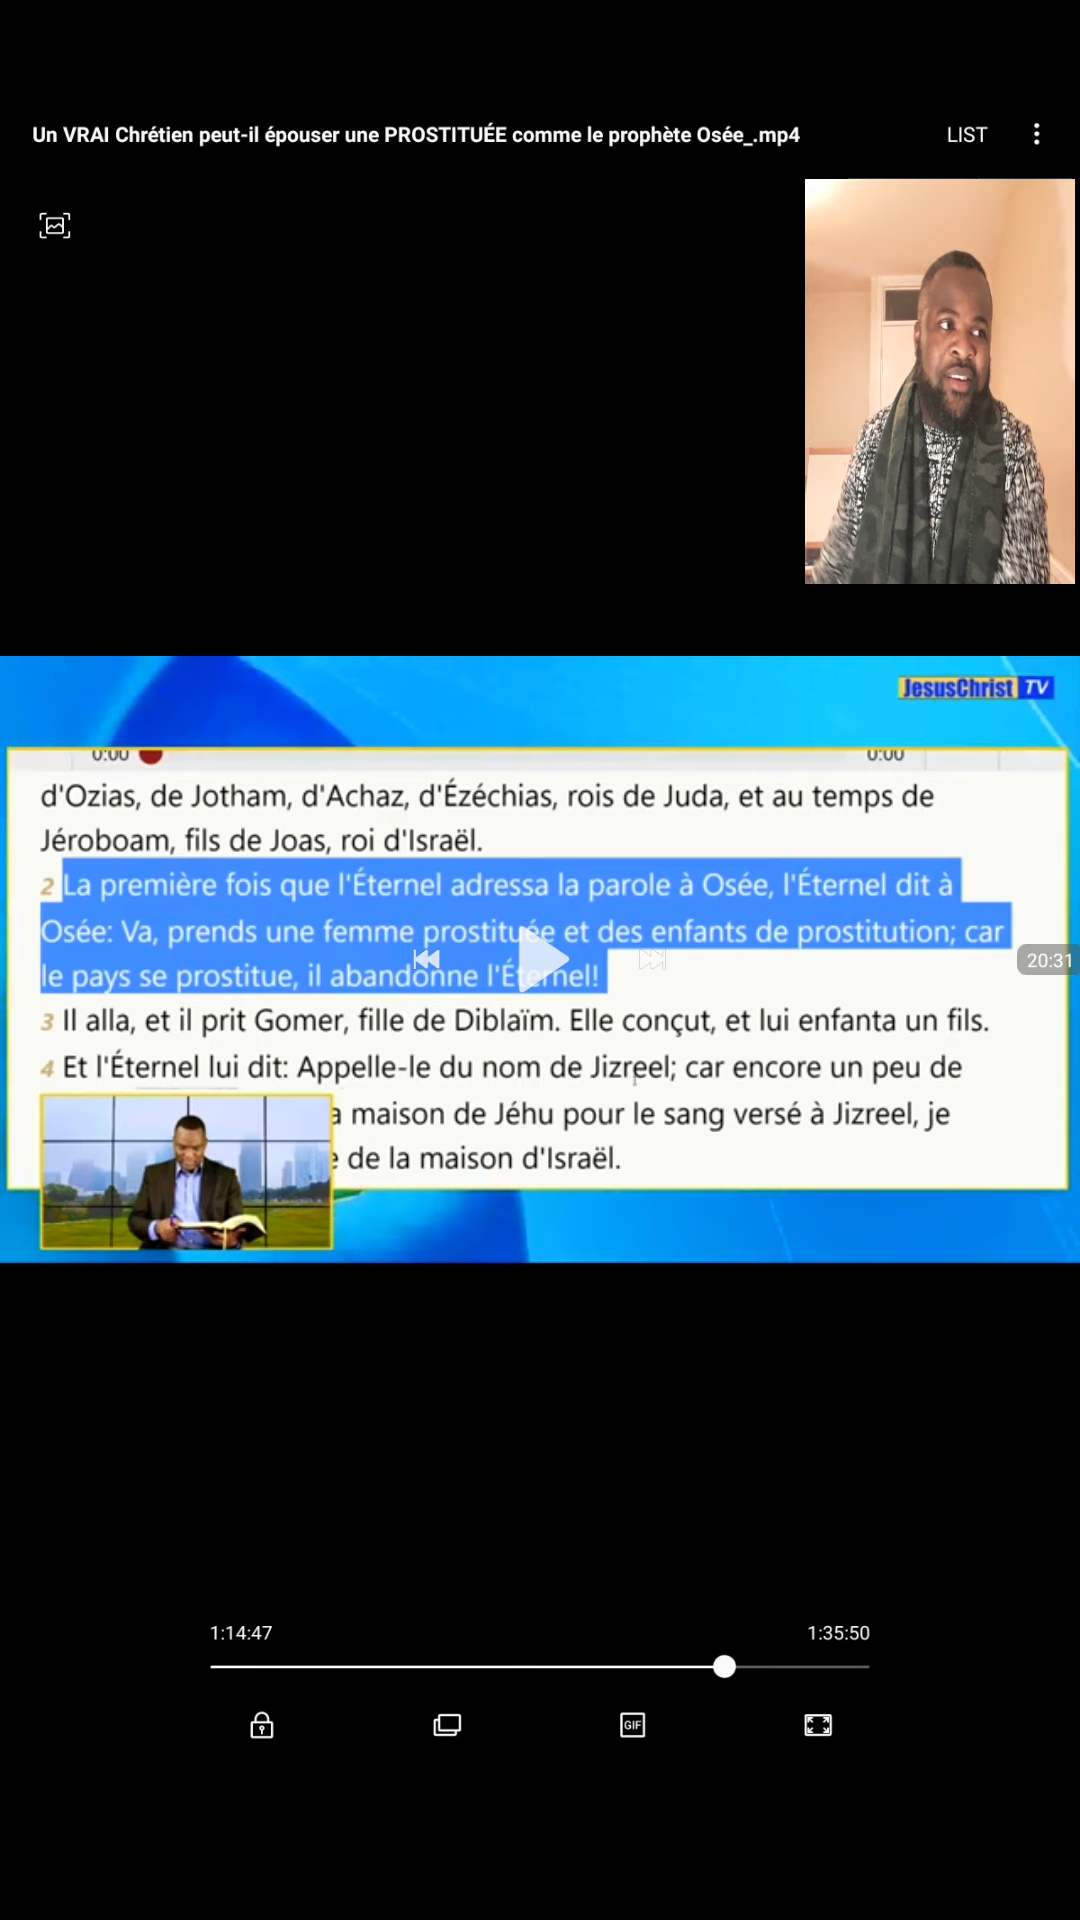 Un VRAI Chrétien peut-il épouser une PROSTITUÉE comme le prophète Osée_.mp4
LIST
JesusChrist TV
0:00
0:00
d'Ozias, de Jotham, d'Achaz, d'Ézéchias, rois de Juda, et au temps de
Jéroboam, fils de Joas, roi d'Israël.
2 La première fois que l'Éternel adressa la parole à Osée, l'Éternel dit à
Osée: Va, prends une femme prostituée et des enfants de prostitution; car
le pays se prostitue, il abandonne l'Éternel!
20:31
3 Il alla, et il prit Gomer, fille de Diblaïm. Elle conçut, et lui enfanta un fils.
4 Et l'Éternel lui dit: Appelle-le du nom de Jizreel; car encore un peu de
maison de Jéhu pour le sang versé à Jizreel, je
de la maison d'Israël.
1:14:47
1:35:50
GIF